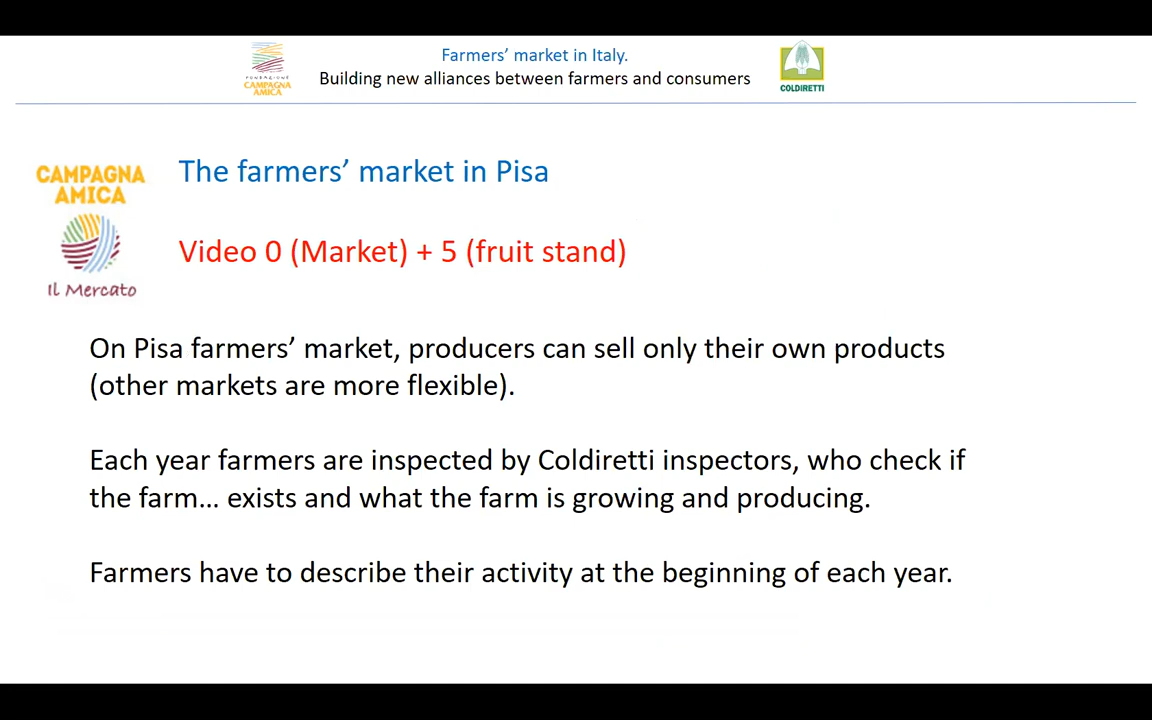 Farmers’ market in Italy.
Building new alliances between farmers and consumers
FONDAZIONE
CAMPAGNA
AMICA
COLDIRETTI
CAMPAGNA
AMICA
Il Mercato
The farmers’ market in Pisa
Video 0 (Market) + 5 (fruit stand)
On Pisa farmers’ market, producers can sell only their own products
(other markets are more flexible).
Each year farmers are inspected by Coldiretti inspectors, who check if
the farm... exists and what the farm is growing and producing.
Farmers have to describe their activity at the beginning of each year.